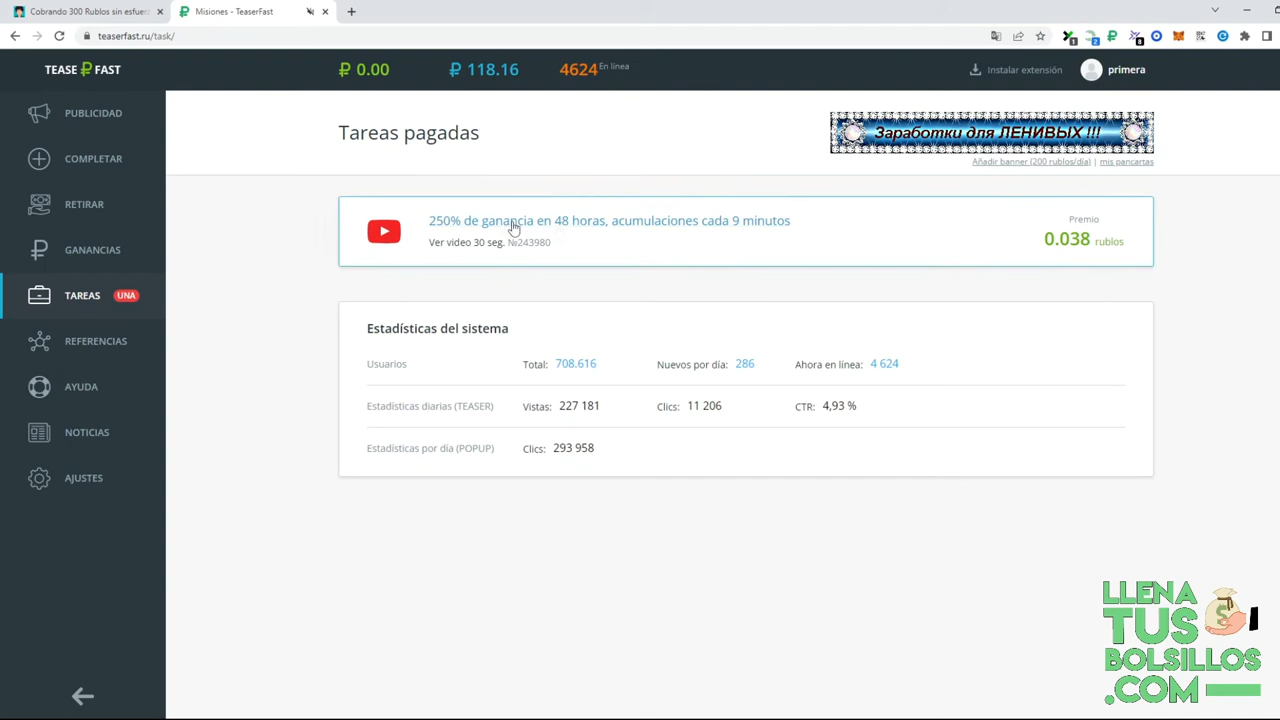 Cobrando 300 Rublos sin esfue
Misiones - TeaserFast
teaserfast.ru/task/
1
2
8
TEASE₽FAST
₽ 0.00
₽ 118.16
4624 En línea
Instalar extensión
primera
PUBLICIDAD
COMPLETAR
RETIRAR
GANANCIAS
TAREAS UNA
REFERENCIAS
AYUDA
NOTICIAS
AJUSTES
Tareas pagadas
Заработки для ЛЕНИВЫХ !!!
Añadir banner (200 rublos/día) | mis pancartas
250% de ganancia en 48 horas, acumulaciones cada 9 minutos
Ver video 30 seg. №243980
Premio
0.038 rublos
Estadísticas del sistema
Usuarios Total: 708.616 Nuevos por día: 286 Ahora en línea: 4 624
Estadísticas diarias (TEASER) Vistas: 227 181 Clics: 11 206 CTR: 4,93 %
Estadísticas por día (POPUP) Clics: 293 958
LLENA
TUS
BOLSILLOS
.COM